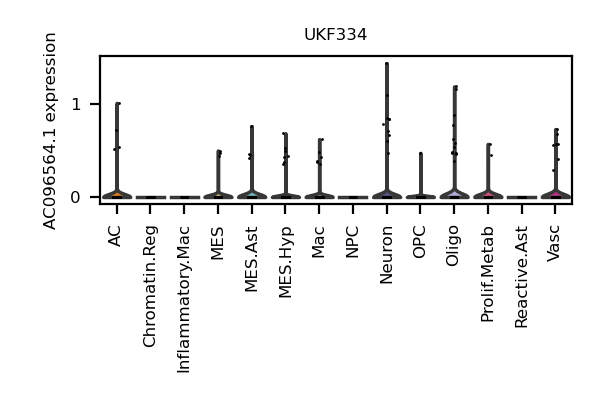 UKF334
AC096564.1 expression
1
0
AC
Chromatin.Reg
Inflammatory.Mac
MES
MES.Ast
MES.Hyp
Mac
NPC
Neuron
OPC
Oligo
Prolif.Metab
Reactive.Ast
Vasc